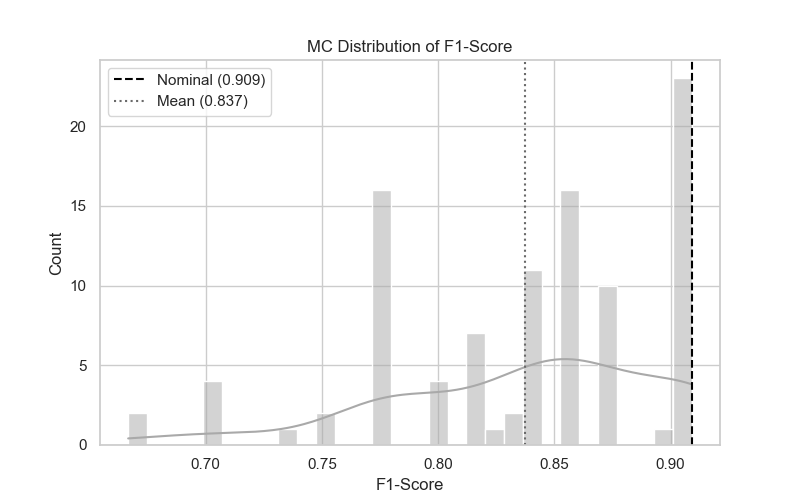 MC Distribution of F1-Score
Nominal (0.909)
Mean (0.837)
Count
20
15
10
5
0
0.70 0.75 0.80 0.85 0.90
F1-Score